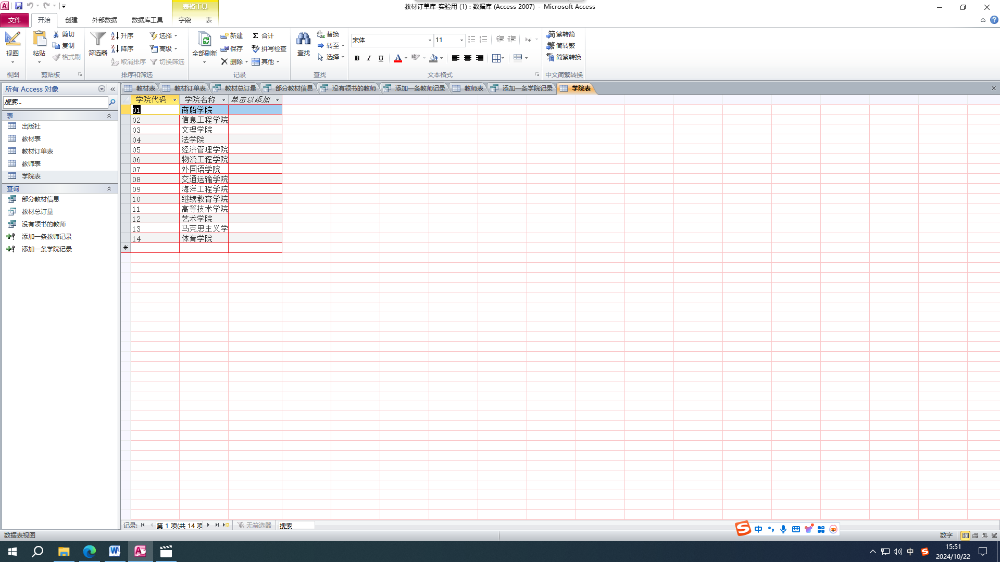 教材订单库-实验用 (1) : 数据库 (Access 2007) - Microsoft Access
表格工具
文件 开始 创建 外部数据 数据库工具 字段 表
视图
粘贴
剪切
复制
格式刷
筛选器
升序
降序
取消排序
选择
高级
切换筛选
全部刷新
新建
保存
删除
合计
拼写检查
其他
查找
替换
转至
选择
宋体 11
B I U A
繁转简
简转繁
简繁转换
视图 剪贴板 排序和筛选 记录 查找 文本格式 中文简繁转换
所有 Access 对象
搜索...
表
出版社
教材表
教材订单表
教师表
学院表
查询
部分教材信息
教材总订量
没有领书的教师
添加一条教师记录
添加一条学院记录
教材表 教材订单表 教材总订量 部分教材信息 没有领书的教师 添加一条教师记录 教师表 添加一条学院记录 学院表
学院代码 学院名称 单击以添加
01 商船学院
02 信息工程学院
03 文理学院
04 法学院
05 经济管理学院
06 物流工程学院
07 外国语学院
08 交通运输学院
09 海洋工程学院
10 继续教育学院
11 高等技术学院
12 艺术学院
13 马克思主义学
14 体育学院
*
记录: 第 1 项(共 14 项 无筛选器 搜索
中
数据表视图 数字
中
15:51
2024/10/22